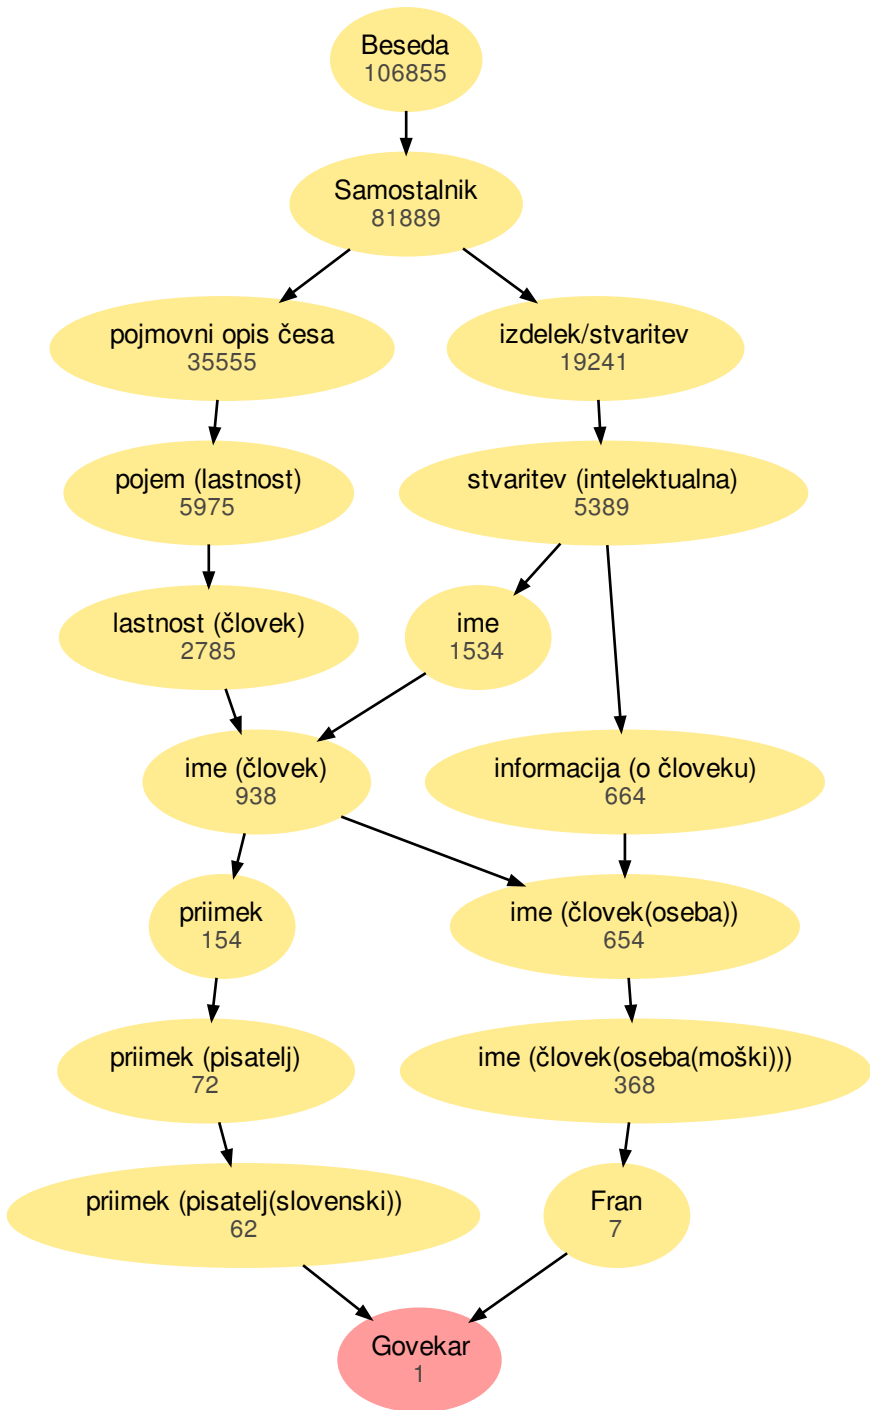 Beseda
106855
Samostalnik
81889
pojmovni opis česa
35555
izdelek/stvaritev
19241
pojem (lastnost)
5975
stvaritev (intelektualna)
5389
lastnost (človek)
2785
ime
1534
ime (človek)
938
informacija (o človeku)
664
priimek
154
ime (človek(oseba))
654
priimek (pisatelj)
72
ime (človek(oseba(moški)))
368
priimek (pisatelj(slovenski))
62
Fran
7
Govekar
1